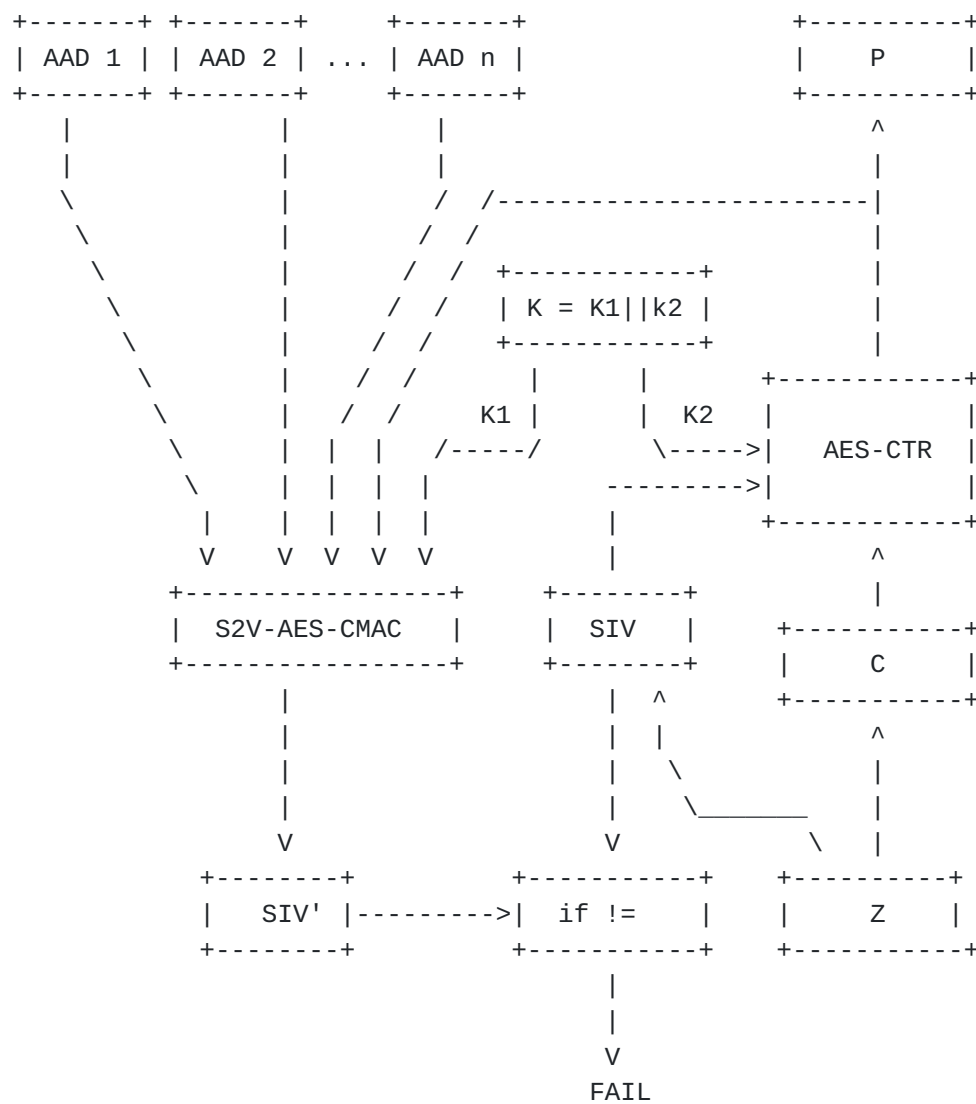 AAD 1 AAD 2 ... AAD n P
K = K1||k2
K1 K2
AES-CTR
S2V-AES-CMAC SIV
C
SIV' if != Z
FAIL